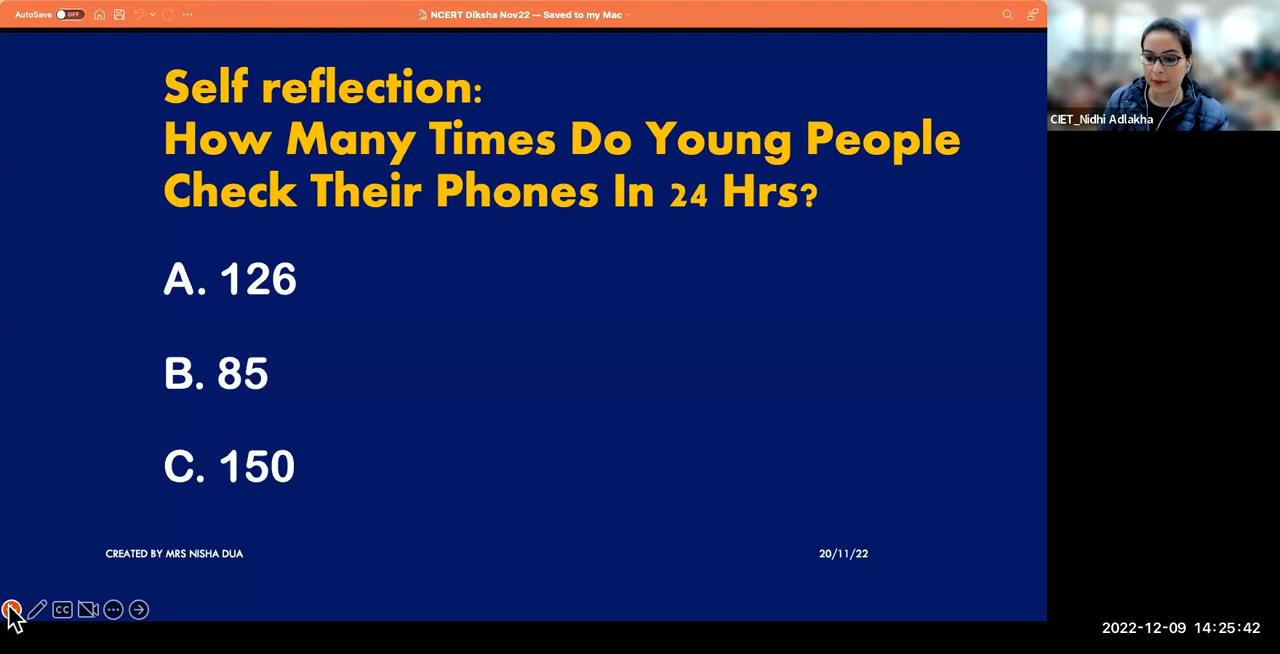 AutoSave OFF
NCERT Diksha Nov22 — Saved to my Mac
Self reflection:
How Many Times Do Young People
Check Their Phones In 24 Hrs?
A. 126
B. 85
C. 150
CREATED BY MRS NISHA DUA
20/11/22
CC
CIET_Nidhi Adlakha
2022-12-09 14:25:42